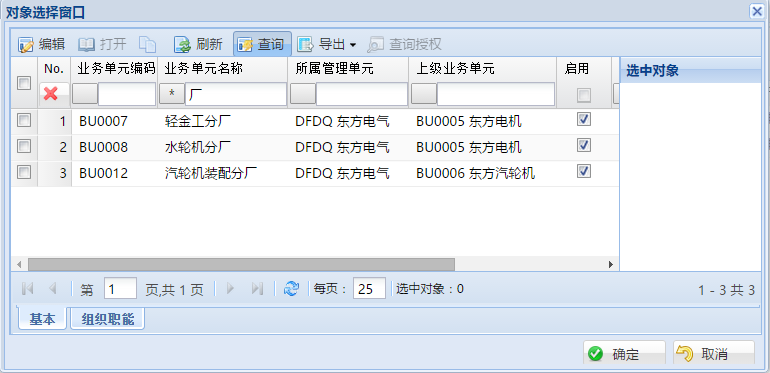 对象选择窗口
编辑 打开 刷新 查询 导出 查询授权
No. 业务单元编码 业务单元名称 所属管理单元 上级业务单元 启用 选中对象
* 厂
1 BU0007 轻金工分厂 DFDQ 东方电气 BU0005 东方电机
2 BU0008 水轮机分厂 DFDQ 东方电气 BU0005 东方电机
3 BU0012 汽轮机装配分厂 DFDQ 东方电气 BU0006 东方汽轮机
第 1 页,共 1 页 每页： 25 选中对象：0 1 - 3 共 3
基本 组织职能
确定 取消